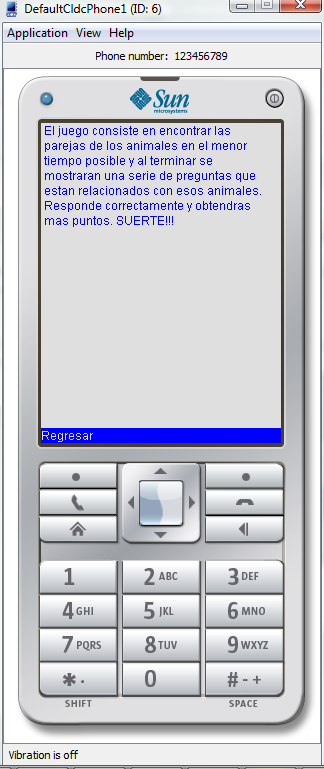 DefaultCldcPhone1 (ID: 6)
Application View Help
Phone number: 123456789
Sun
microsystems
El juego consiste en encontrar las
parejas de los animales en el menor
tiempo posible y al terminar se
mostraran una serie de preguntas que
estan relacionados con esos animales.
Responde correctamente y obtendras
mas puntos. SUERTE!!!
Regresar
1 2 ABC 3 DEF
4 GHI 5 JKL 6 MNO
7 PQRS 8 TUV 9 WXYZ
* . 0 # - +
SHIFT SPACE
Vibration is off